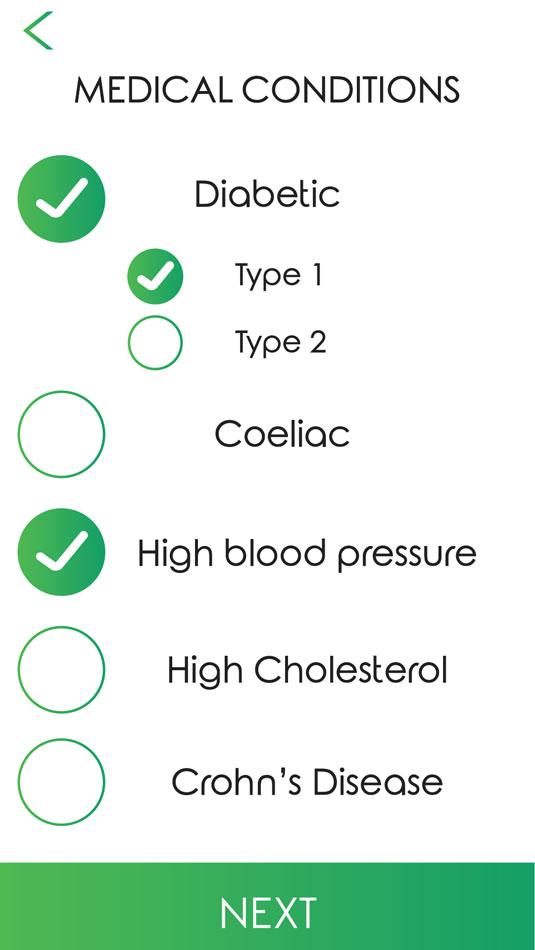 MEDICAL CONDITIONS
Diabetic
Type 1
Type 2
Coeliac
High blood pressure
High Cholesterol
Crohn's Disease
NEXT